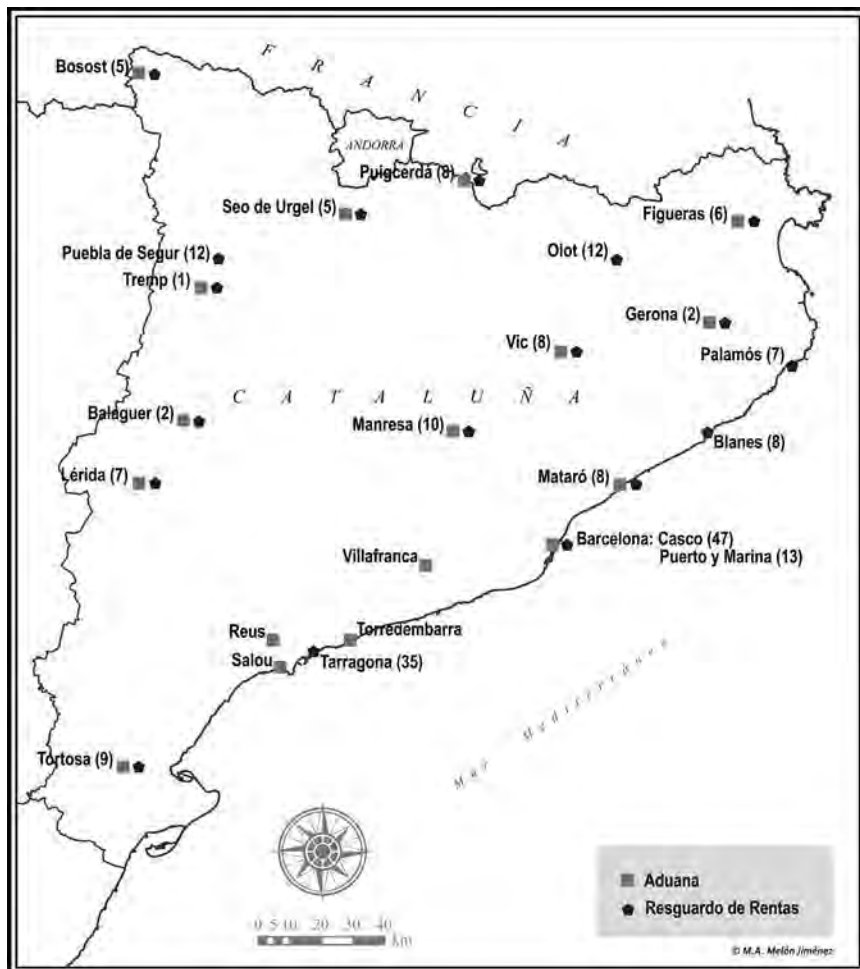 FRANCIA
Bosost (5)
ANDORRA
Puigcerdá (8)
Seo de Urgel (5)
Figueras (6)
Puebla de Segur (12)
Olot (12)
Tremp (1)
Gerona (2)
Vic (8)
Palamós (7)
CATALUÑA
Balaguer (2)
Manresa (10)
Blanes (8)
Lérida (7)
Mataró (8)
Barcelona: Casco (47)
Puerto y Marina (13)
Villafranca
Reus
Torredembarra
Salou
Tarragona (35)
Mar Mediterráneo
Tortosa (9)
Aduana
Resguardo de Rentas
0 5 10 20 30 40
km
© M.A. Melón Jiménez